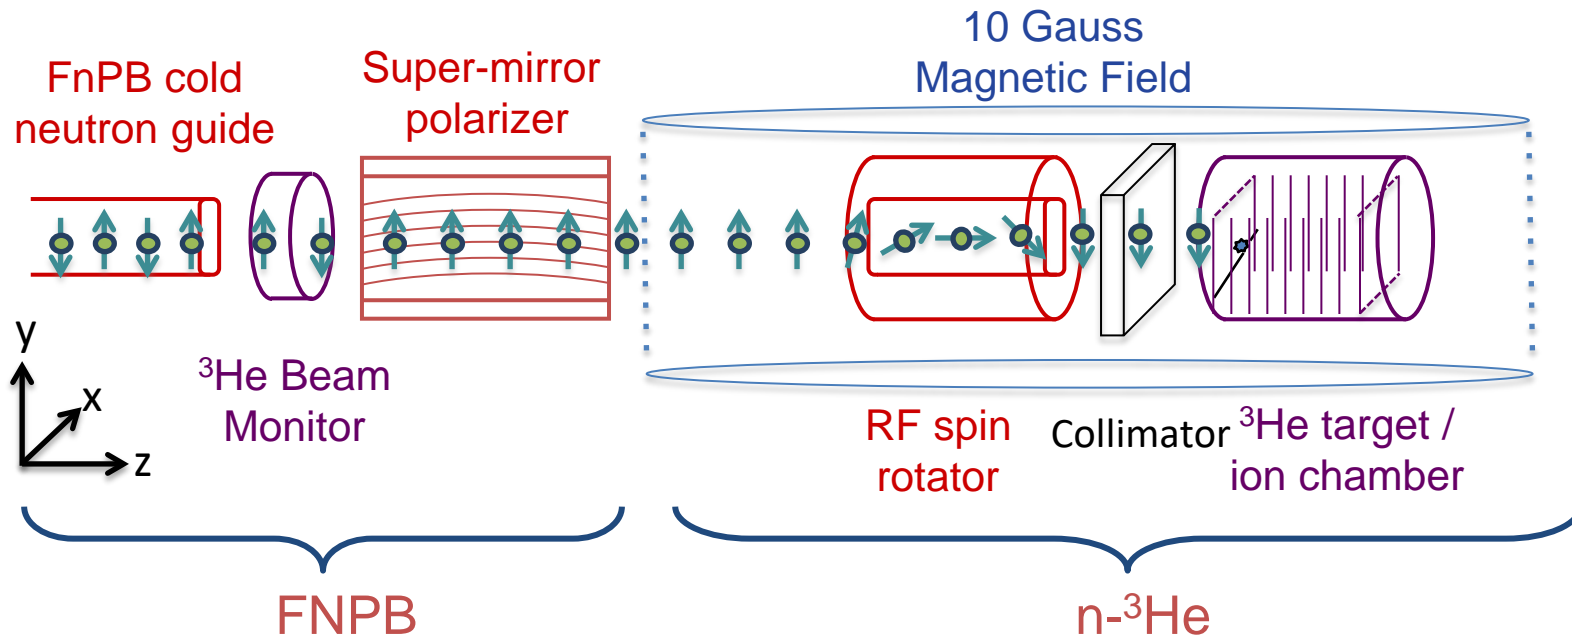 10 Gauss
Magnetic Field
FnPB cold
neutron guide
Super-mirror
polarizer
y
x
z
³He Beam
Monitor
RF spin
rotator
Collimator
³He target /
ion chamber
FNPB
n-³He